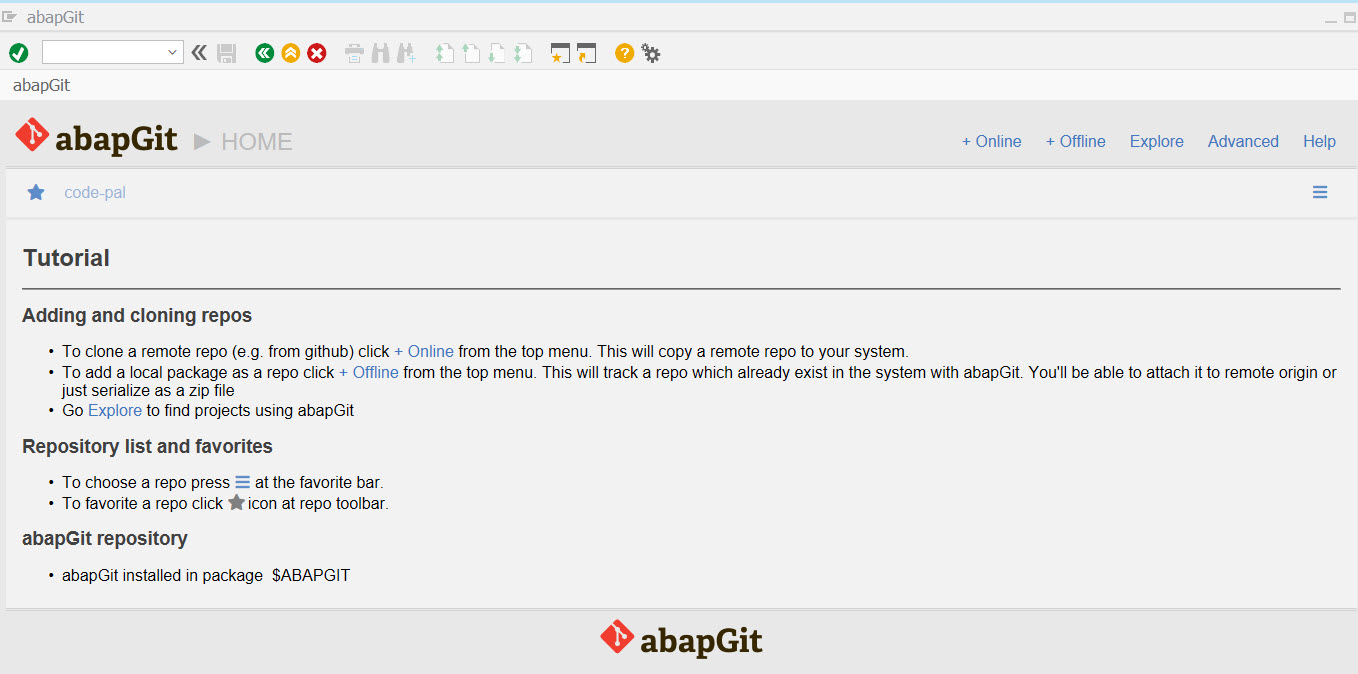 abapGit
abapGit
abapGit ▶ HOME
+ Online + Offline Explore Advanced Help
code-pal
Tutorial
Adding and cloning repos
• To clone a remote repo (e.g. from github) click + Online from the top menu. This will copy a remote repo to your system.
• To add a local package as a repo click + Offline from the top menu. This will track a repo which already exist in the system with abapGit. You'll be able to attach it to remote origin or
just serialize as a zip file
• Go Explore to find projects using abapGit
Repository list and favorites
• To choose a repo press ☰ at the favorite bar.
• To favorite a repo click ★ icon at repo toolbar.
abapGit repository
• abapGit installed in package $ABAPGIT
abapGit